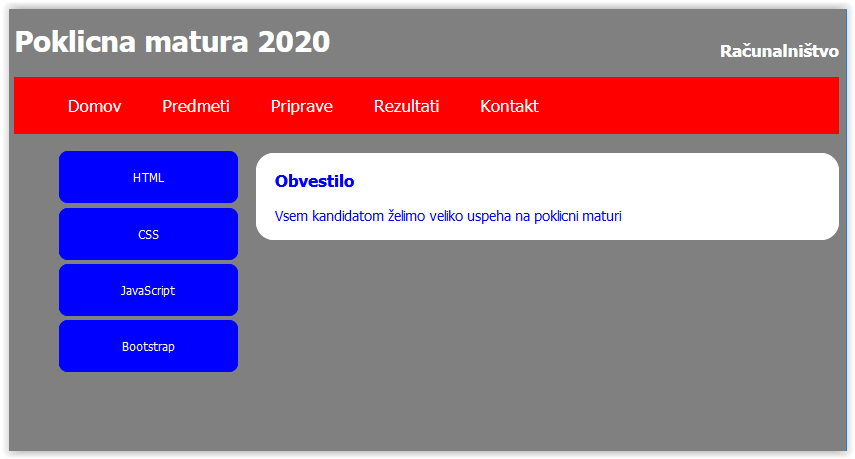 Poklicna matura 2020
Računalništvo
Domov Predmeti Priprave Rezultati Kontakt
HTML
CSS
JavaScript
Bootstrap
Obvestilo
Vsem kandidatom želimo veliko uspeha na poklicni maturi